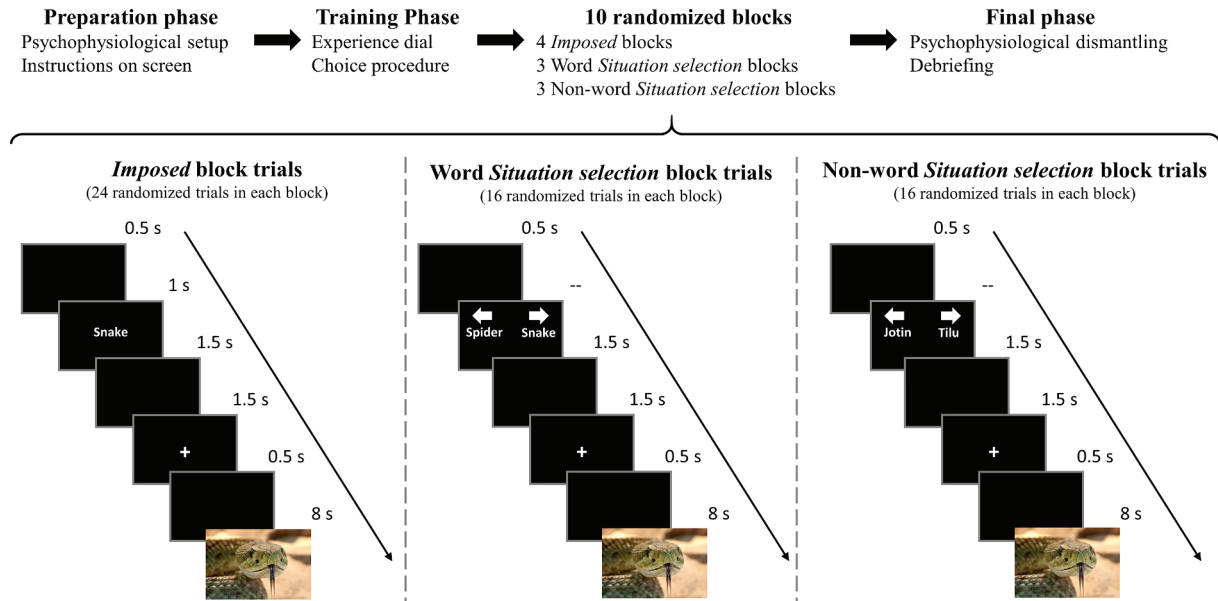 Preparation phase
Psychophysiological setup
Instructions on screen
Training Phase
Experience dial
Choice procedure
10 randomized blocks
4 Imposed blocks
3 Word Situation selection blocks
3 Non-word Situation selection blocks
Final phase
Psychophysiological dismantling
Debriefing
Imposed block trials
(24 randomized trials in each block)
0.5 s
1 s
Snake
1.5 s
1.5 s
+
0.5 s
8 s
Word Situation selection block trials
(16 randomized trials in each block)
0.5 s
--
Spider Snake
1.5 s
1.5 s
+
0.5 s
8 s
Non-word Situation selection block trials
(16 randomized trials in each block)
0.5 s
--
Jotin Tilu
1.5 s
1.5 s
+
0.5 s
8 s